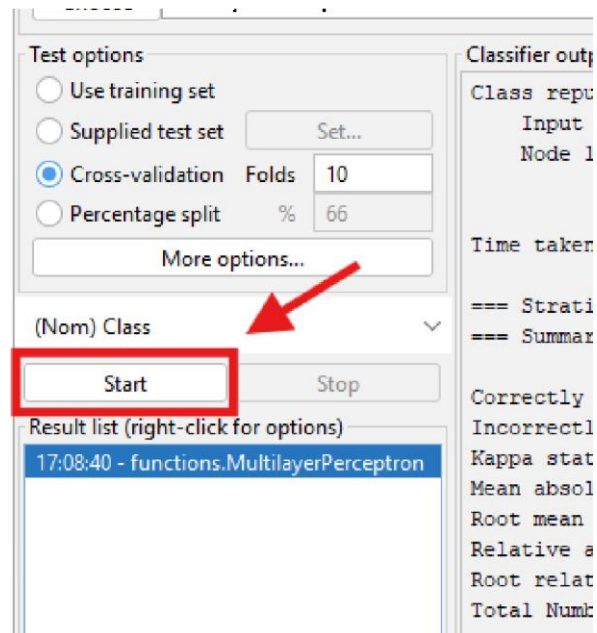 Test options
Use training set
Supplied test set Set...
Cross-validation Folds 10
Percentage split % 66
More options...
(Nom) Class
Start Stop
Result list (right-click for options)
17:08:40 - functions.MultilayerPerceptron
Classifier outp
Class repu
Input
Node l
Time taken
=== Strati
=== Summar
Correctly
Incorrectl
Kappa stat
Mean absol
Root mean
Relative a
Root relat
Total Numb